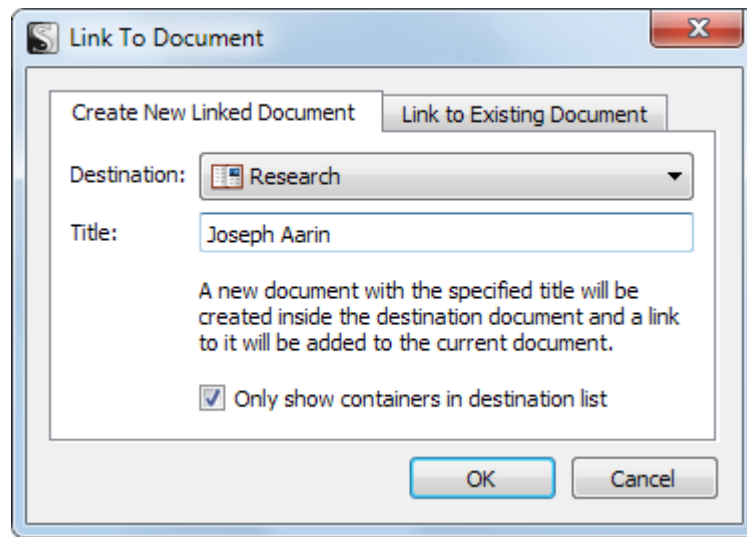 Link To Document
Create New Linked Document
Link to Existing Document
Destination: Research
Title: Joseph Aarin
A new document with the specified title will be
created inside the destination document and a link
to it will be added to the current document.
Only show containers in destination list
OK Cancel